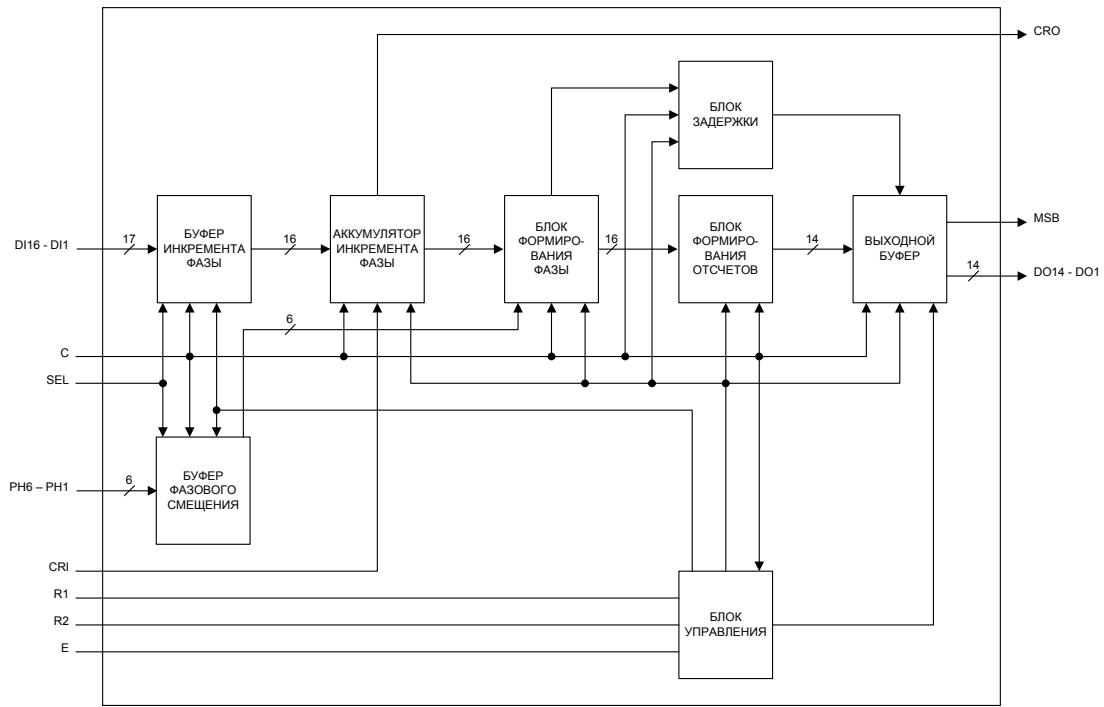 CRO
БЛОК
ЗАДЕРЖКИ
DI16 - DI1
17
БУФЕР
ИНКРЕМЕНТА
ФАЗЫ
16
АККУМУЛЯТОР
ИНКРЕМЕНТА
ФАЗЫ
16
БЛОК
ФОРМИРО-
ВАНИЯ
ФАЗЫ
16
БЛОК
ФОРМИРО-
ВАНИЯ
ОТСЧЕТОВ
14
ВЫХОДНОЙ
БУФЕР
MSB
14
DO14 - DO1
6
C
SEL
PH6 – PH1
6
БУФЕР
ФАЗОВОГО
СМЕЩЕНИЯ
CRI
R1
R2
E
БЛОК
УПРАВЛЕНИЯ